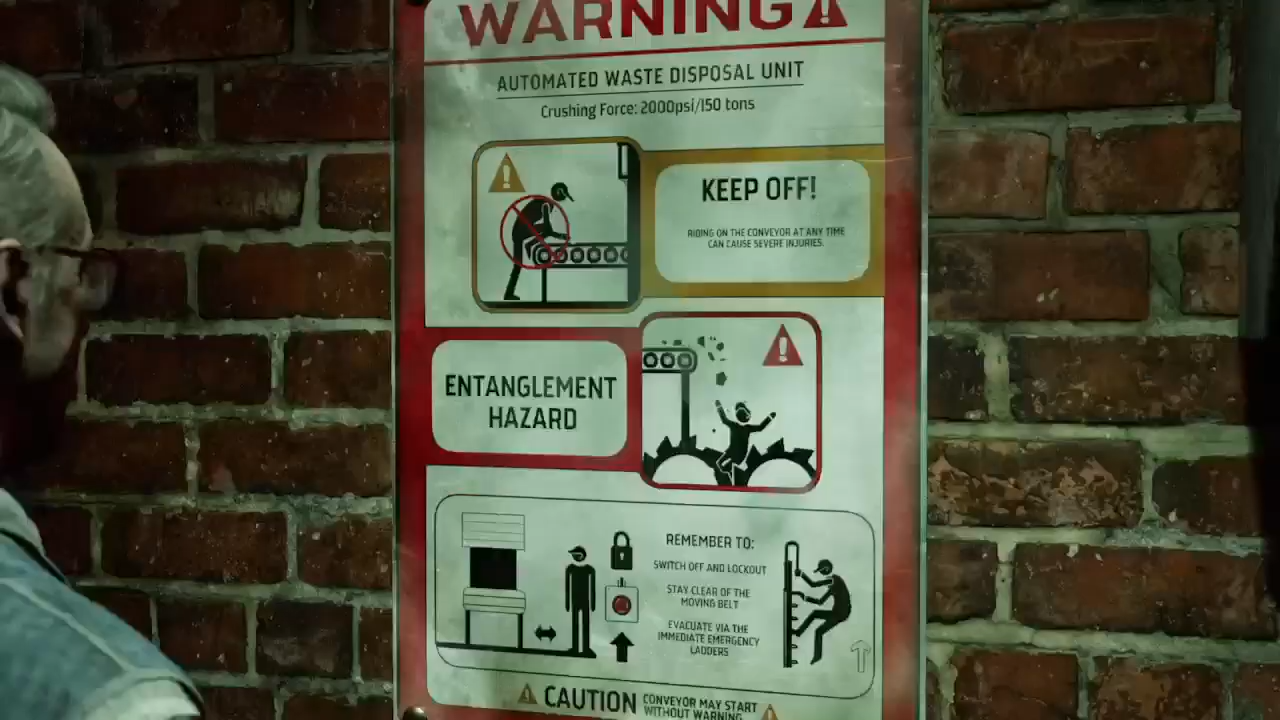 WARNING
AUTOMATED WASTE DISPOSAL UNIT
Crushing Force: 2000psi/150 tons
KEEP OFF!
RIDING ON THE CONVEYOR AT ANY TIME
CAN CAUSE SEVERE INJURIES.
ENTANGLEMENT
HAZARD
REMEMBER TO:
SWITCH OFF AND LOCKOUT
STAY CLEAR OF THE
MOVING BELT
EVACUATE VIA THE
IMMEDIATE EMERGENCY
LADDERS
CAUTION CONVEYOR MAY START
WITHOUT WARNING